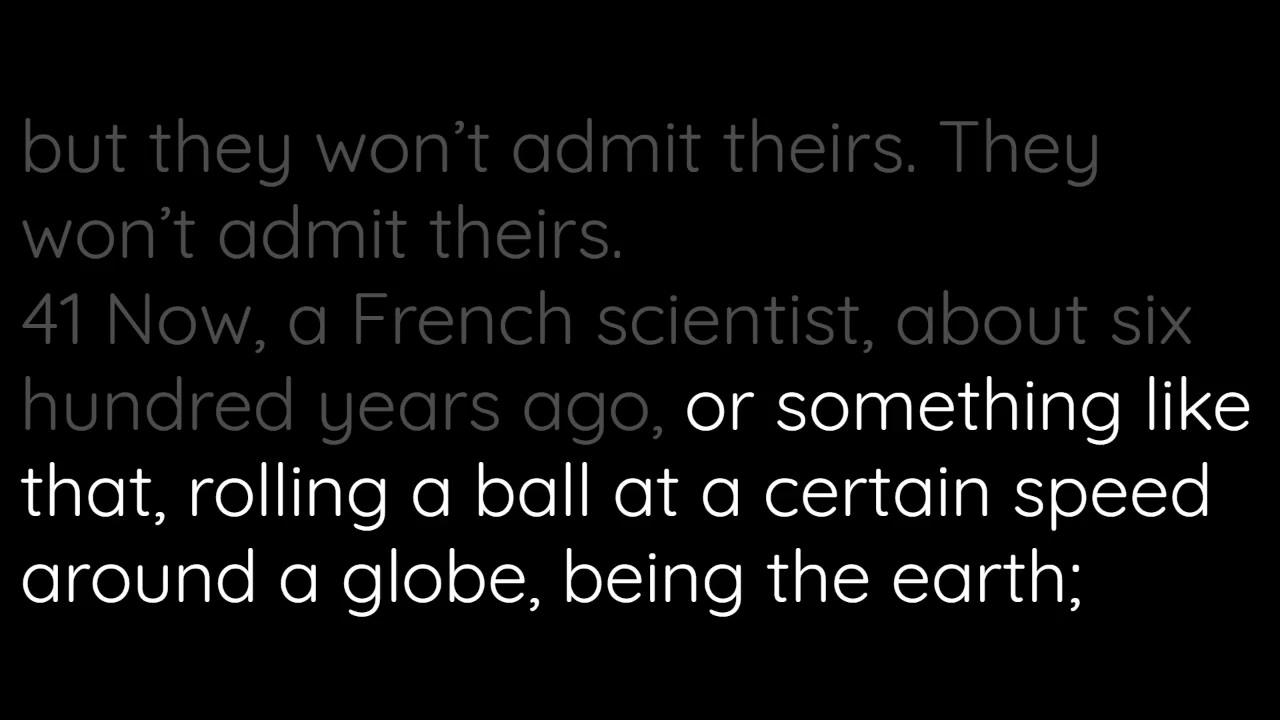 but they won’t admit theirs. They
won’t admit theirs.
41 Now, a French scientist, about six
hundred years ago, or something like
that, rolling a ball at a certain speed
around a globe, being the earth;